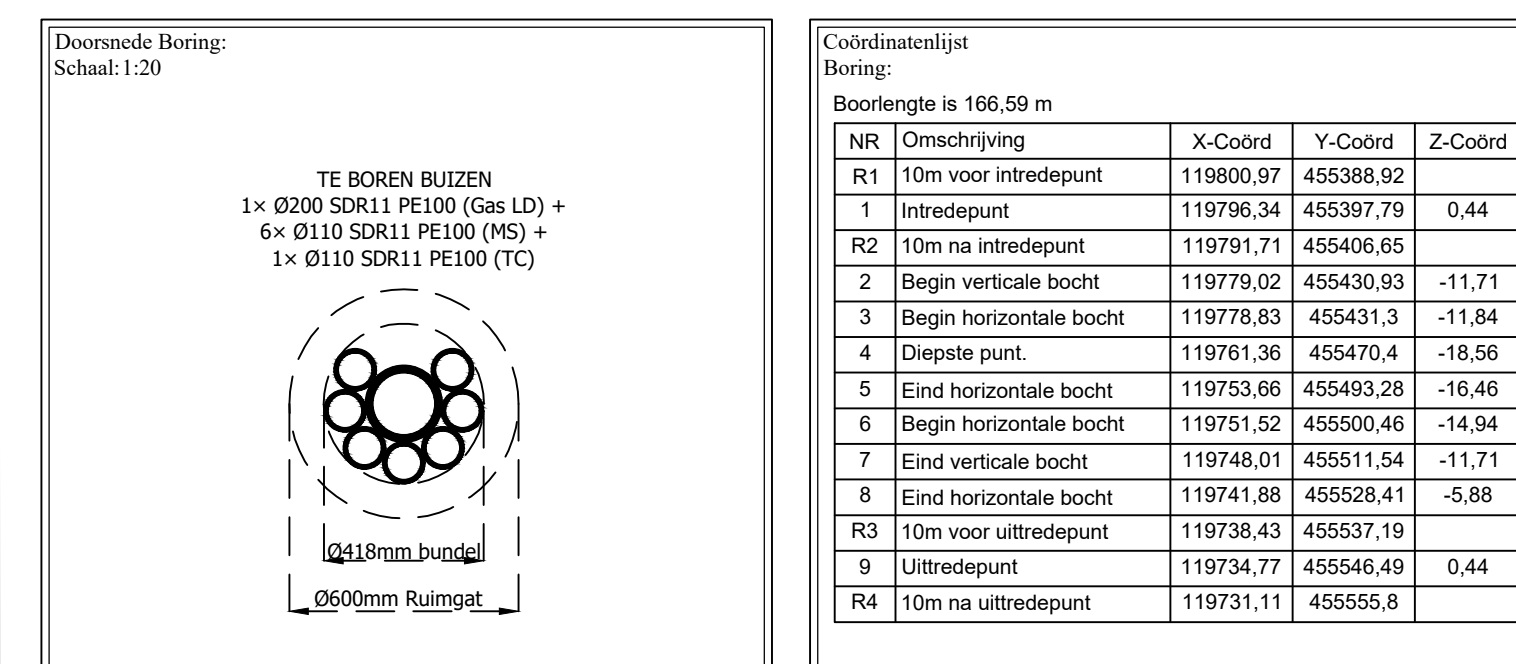 Doorsnede Boring:
Schaal: 1:20
TE BOREN BUIZEN
1× Ø200 SDR11 PE100 (Gas LD) +
6× Ø110 SDR11 PE100 (MS) +
1× Ø110 SDR11 PE100 (TC)
Ø418mm bundel
Ø600mm Ruimgat
Coördinatenlijst
Boring:
Boorlengte is 166,59 m
NR Omschrijving X-Coörd Y-Coörd Z-Coörd
R1 10m voor intredepunt 119800,97 455388,92
1 Intredepunt 119796,34 455397,79 0,44
R2 10m na intredepunt 119791,71 455406,65
2 Begin verticale bocht 119779,02 455430,93 -11,71
3 Begin horizontale bocht 119778,83 455431,3 -11,84
4 Diepste punt. 119761,36 455470,4 -18,56
5 Eind horizontale bocht 119753,66 455493,28 -16,46
6 Begin horizontale bocht 119751,52 455500,46 -14,94
7 Eind verticale bocht 119748,01 455511,54 -11,71
8 Eind horizontale bocht 119741,88 455528,41 -5,88
R3 10m voor uittredepunt 119738,43 455537,19
9 Uittredepunt 119734,77 455546,49 0,44
R4 10m na uittredepunt 119731,11 455555,8